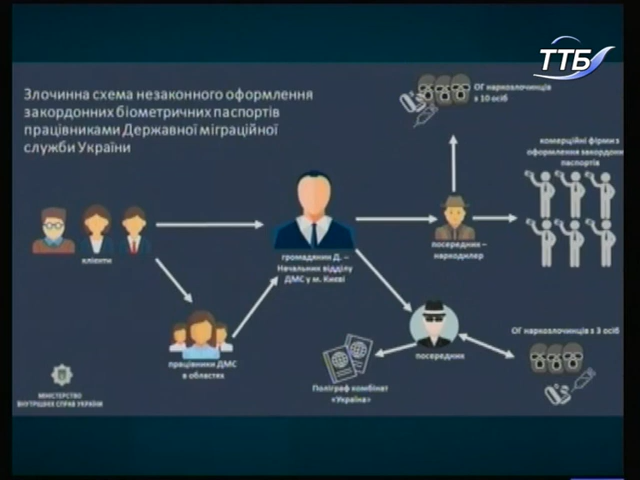 ТТБ
Злочинна схема незаконного оформлення
закордонних біометричних паспортів
працівниками Державної міграційної
служби України
ОГ наркозлочинців
з 10 осіб
комерційні фірми з
оформлення закордонн
паспортів
клієнти
громадянин Д. –
Начальник відділу
ДМС у м. Києві
посередник –
наркодилер
працівники ДМС
в областях
посередник
ОГ наркозлочинців з 3 осіб
Поліграф комбінат
«Україна»
МІНІСТЕРСТВО
ВНУТРІШНІХ СПРАВ УКРАЇНИ